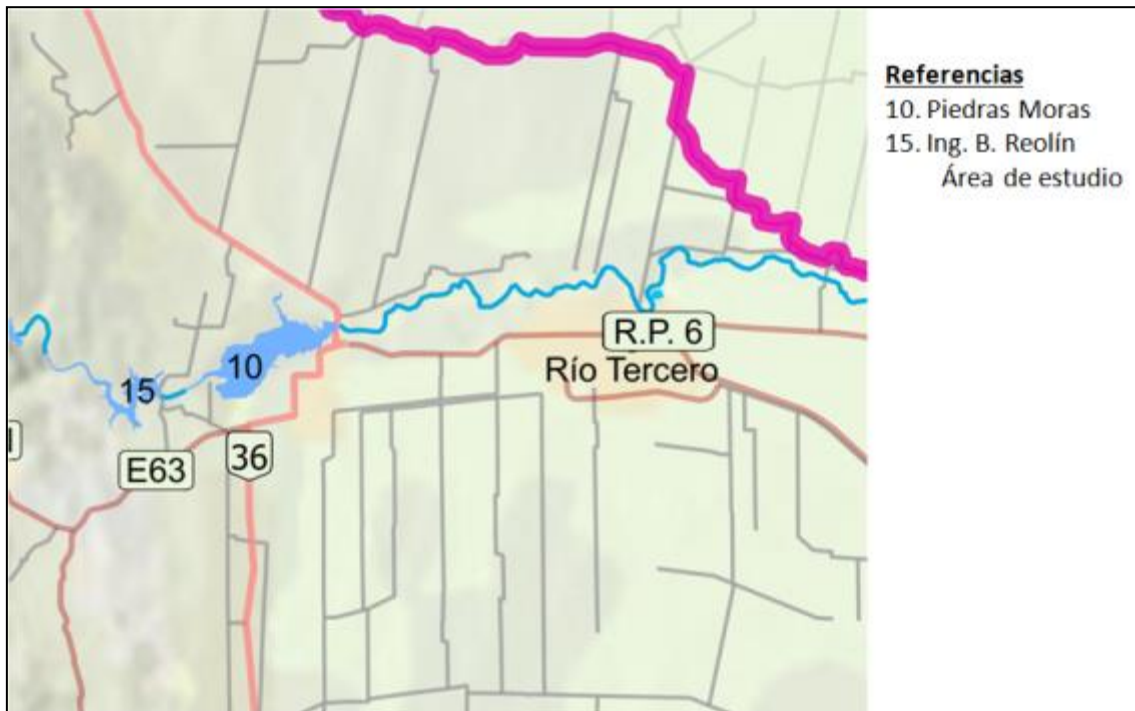 Referencias
10. Piedras Moras
15. Ing. B. Reolín
Área de estudio
10
15
R.P. 6
Río Tercero
36
E63